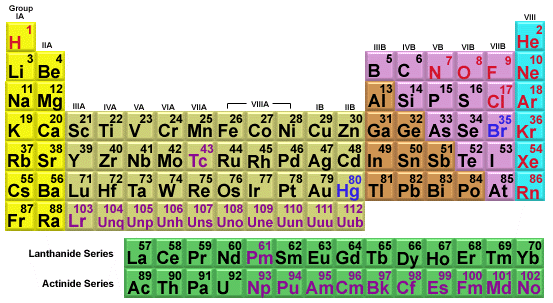 Group
IA VIII
1 2
H He
IIA IIIB IVB VB VIB VIIB
3 4 5 6 7 8 9 10
Li Be B C N O F Ne
11 12 13 14 15 16 17 18
Na Mg Al Si P S Cl Ar
IIIA IVA VA VIA VIIA VIIIA IB IIB
19 20 21 22 23 24 25 26 27 28 29 30 31 32 33 34 35 36
K Ca Sc Ti V Cr Mn Fe Co Ni Cu Zn Ga Ge As Se Br Kr
37 38 39 40 41 42 43 44 45 46 47 48 49 50 51 52 53 54
Rb Sr Y Zr Nb Mo Tc Ru Rh Pd Ag Cd In Sn Sb Te I Xe
55 56 71 72 73 74 75 76 77 78 79 80 81 82 83 84 85 86
Cs Ba Lu Hf Ta W Re Os Ir Pt Au Hg Tl Pb Bi Po At Rn
87 88 103 104 105 106 107 108 109 110 111 112
Fr Ra Lr Unq Unp Unh Uns Uno Une Uun Uuu Uub
57 58 59 60 61 62 63 64 65 66 67 68 69 70
Lanthanide Series La Ce Pr Nd Pm Sm Eu Gd Tb Dy Ho Er Tm Yb
89 90 91 92 93 94 95 96 97 98 99 100 101 102
Actinide Series Ac Th Pa U Np Pu Am Cm Bk Cf Es Fm Md No